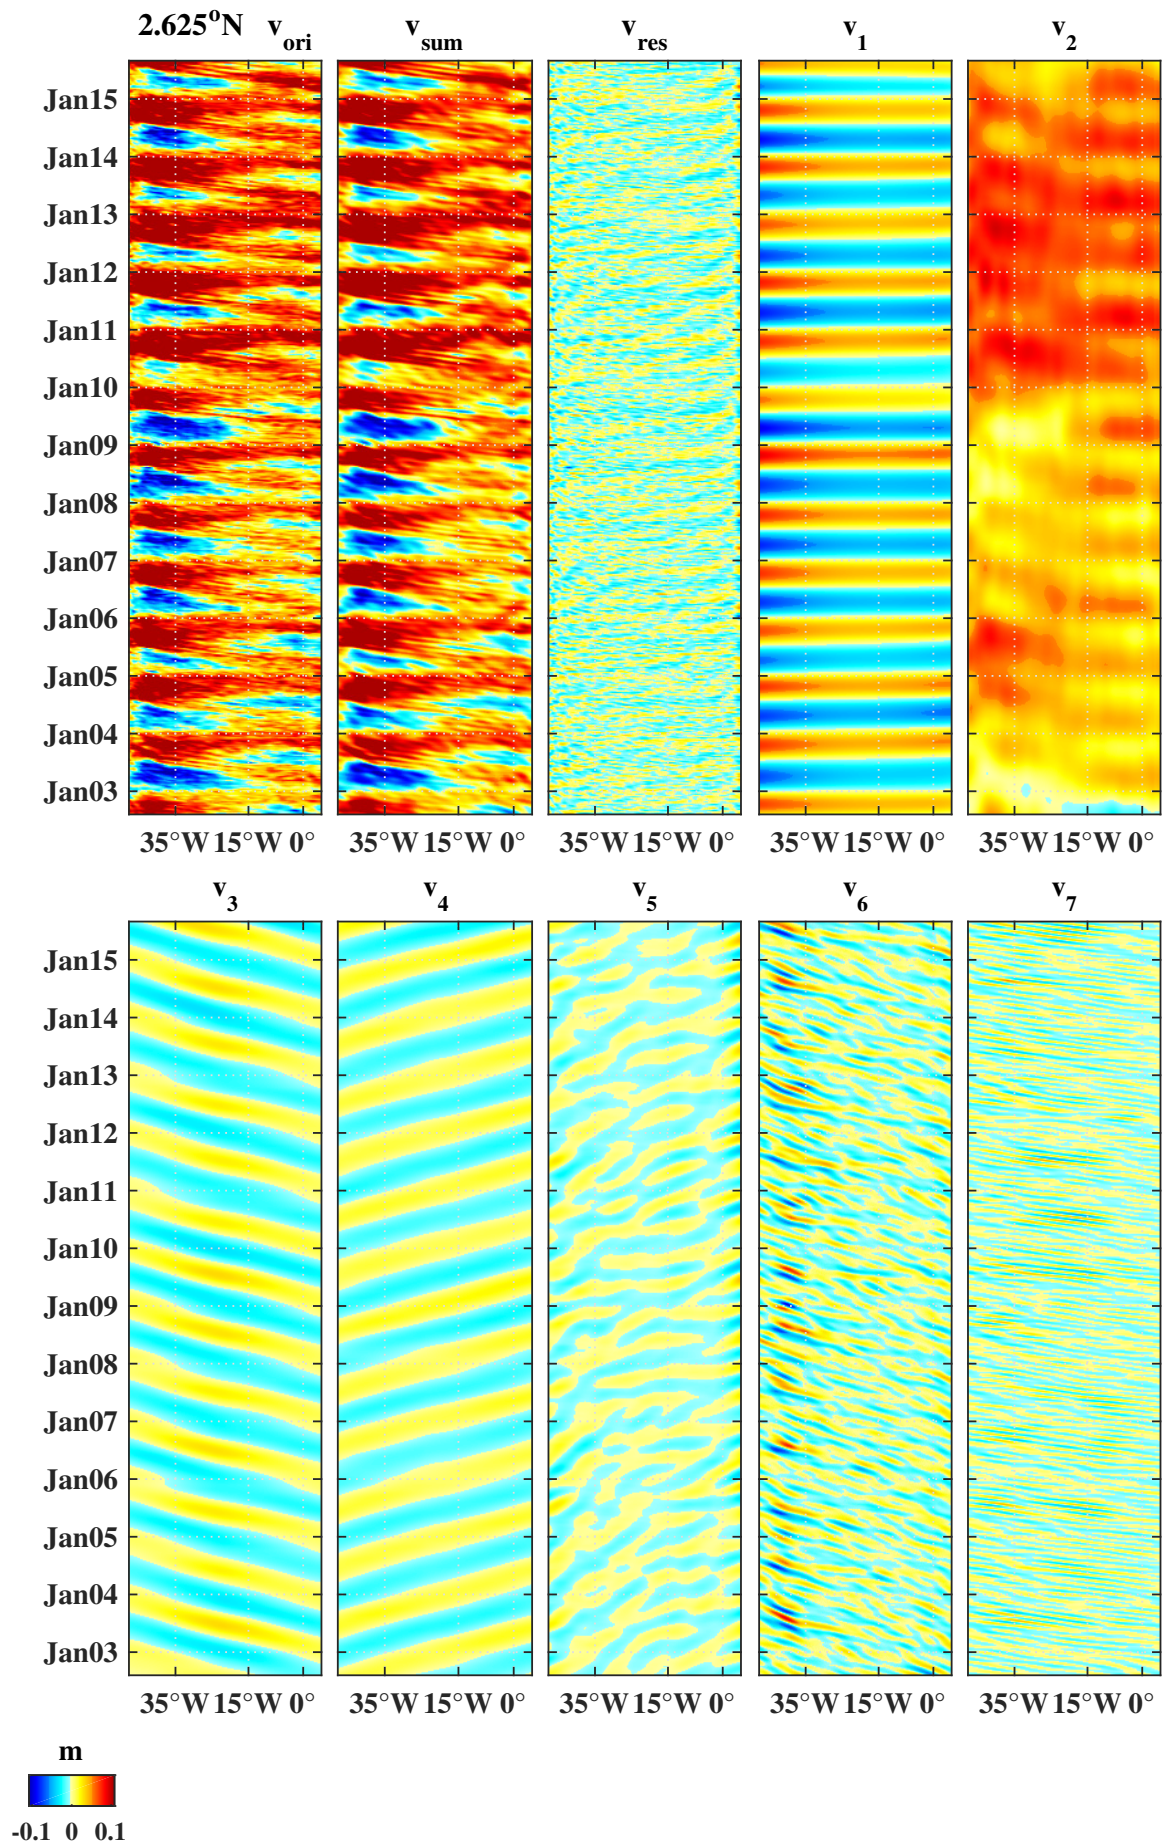 2.625°N v_ori v_sum v_res v_1 v_2
Jan15
Jan14
Jan13
Jan12
Jan11
Jan10
Jan09
Jan08
Jan07
Jan06
Jan05
Jan04
Jan03
35°W 15°W 0° 35°W 15°W 0° 35°W 15°W 0° 35°W 15°W 0° 35°W 15°W 0°
v_3 v_4 v_5 v_6 v_7
Jan15
Jan14
Jan13
Jan12
Jan11
Jan10
Jan09
Jan08
Jan07
Jan06
Jan05
Jan04
Jan03
35°W 15°W 0° 35°W 15°W 0° 35°W 15°W 0° 35°W 15°W 0° 35°W 15°W 0°
m
-0.1 0 0.1